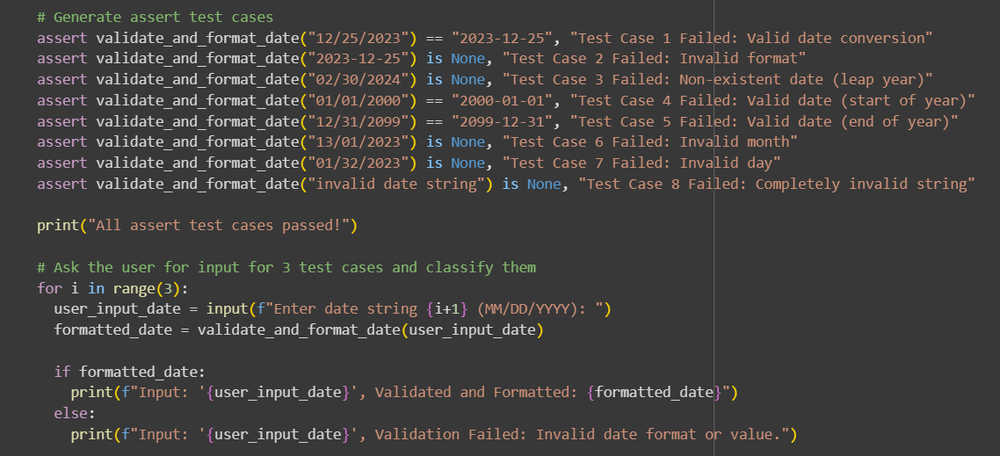 # Generate assert test cases
assert validate_and_format_date("12/25/2023") == "2023-12-25", "Test Case 1 Failed: Valid date conversion"
assert validate_and_format_date("2023-12-25") is None, "Test Case 2 Failed: Invalid format"
assert validate_and_format_date("02/30/2024") is None, "Test Case 3 Failed: Non-existent date (leap year)"
assert validate_and_format_date("01/01/2000") == "2000-01-01", "Test Case 4 Failed: Valid date (start of year)"
assert validate_and_format_date("12/31/2099") == "2099-12-31", "Test Case 5 Failed: Valid date (end of year)"
assert validate_and_format_date("13/01/2023") is None, "Test Case 6 Failed: Invalid month"
assert validate_and_format_date("01/32/2023") is None, "Test Case 7 Failed: Invalid day"
assert validate_and_format_date("invalid date string") is None, "Test Case 8 Failed: Completely invalid string"

print("All assert test cases passed!")

# Ask the user for input for 3 test cases and classify them
for i in range(3):
  user_input_date = input(f"Enter date string {i+1} (MM/DD/YYYY): ")
  formatted_date = validate_and_format_date(user_input_date)

  if formatted_date:
    print(f"Input: '{user_input_date}', Validated and Formatted: {formatted_date}")
  else:
    print(f"Input: '{user_input_date}', Validation Failed: Invalid date format or value.")